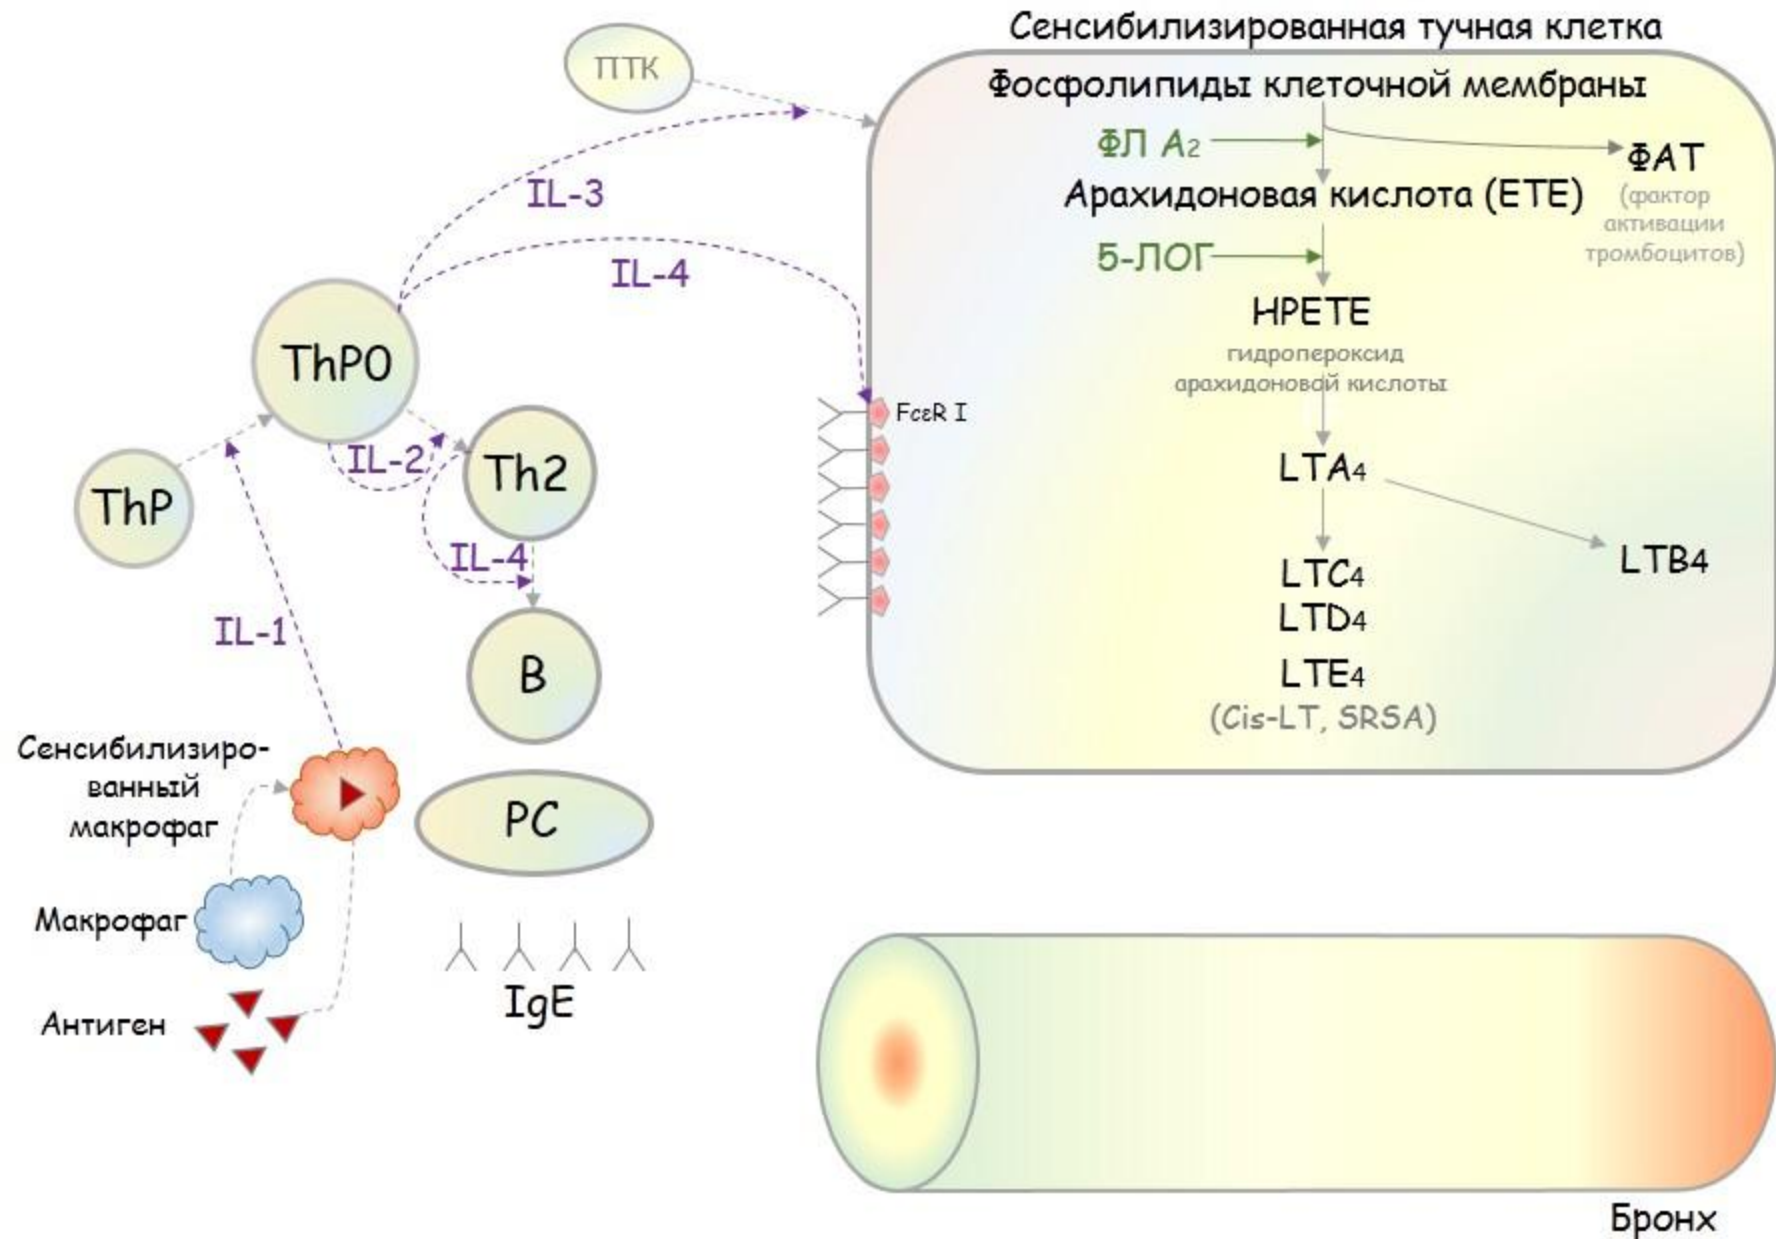 Сенсибилизированная тучная клетка
ПТК
Фосфолипиды клеточной мембраны
ФЛ А2
ФАТ
(фактор
активации
тромбоцитов)
IL-3
Арахидоновая кислота (ETE)
IL-4
5-ЛОГ
HPETE
гидропероксид
арахидоновой кислоты
ThP0
FcεR I
IL-2
Th2
ThP
LTA4
IL-4
LTB4
LTC4
LTD4
LTE4
(Cis-LT, SRSA)
IL-1
B
Сенсибилизиро-
ванный
макрофаг
PC
Макрофаг
IgE
Антиген
Бронх